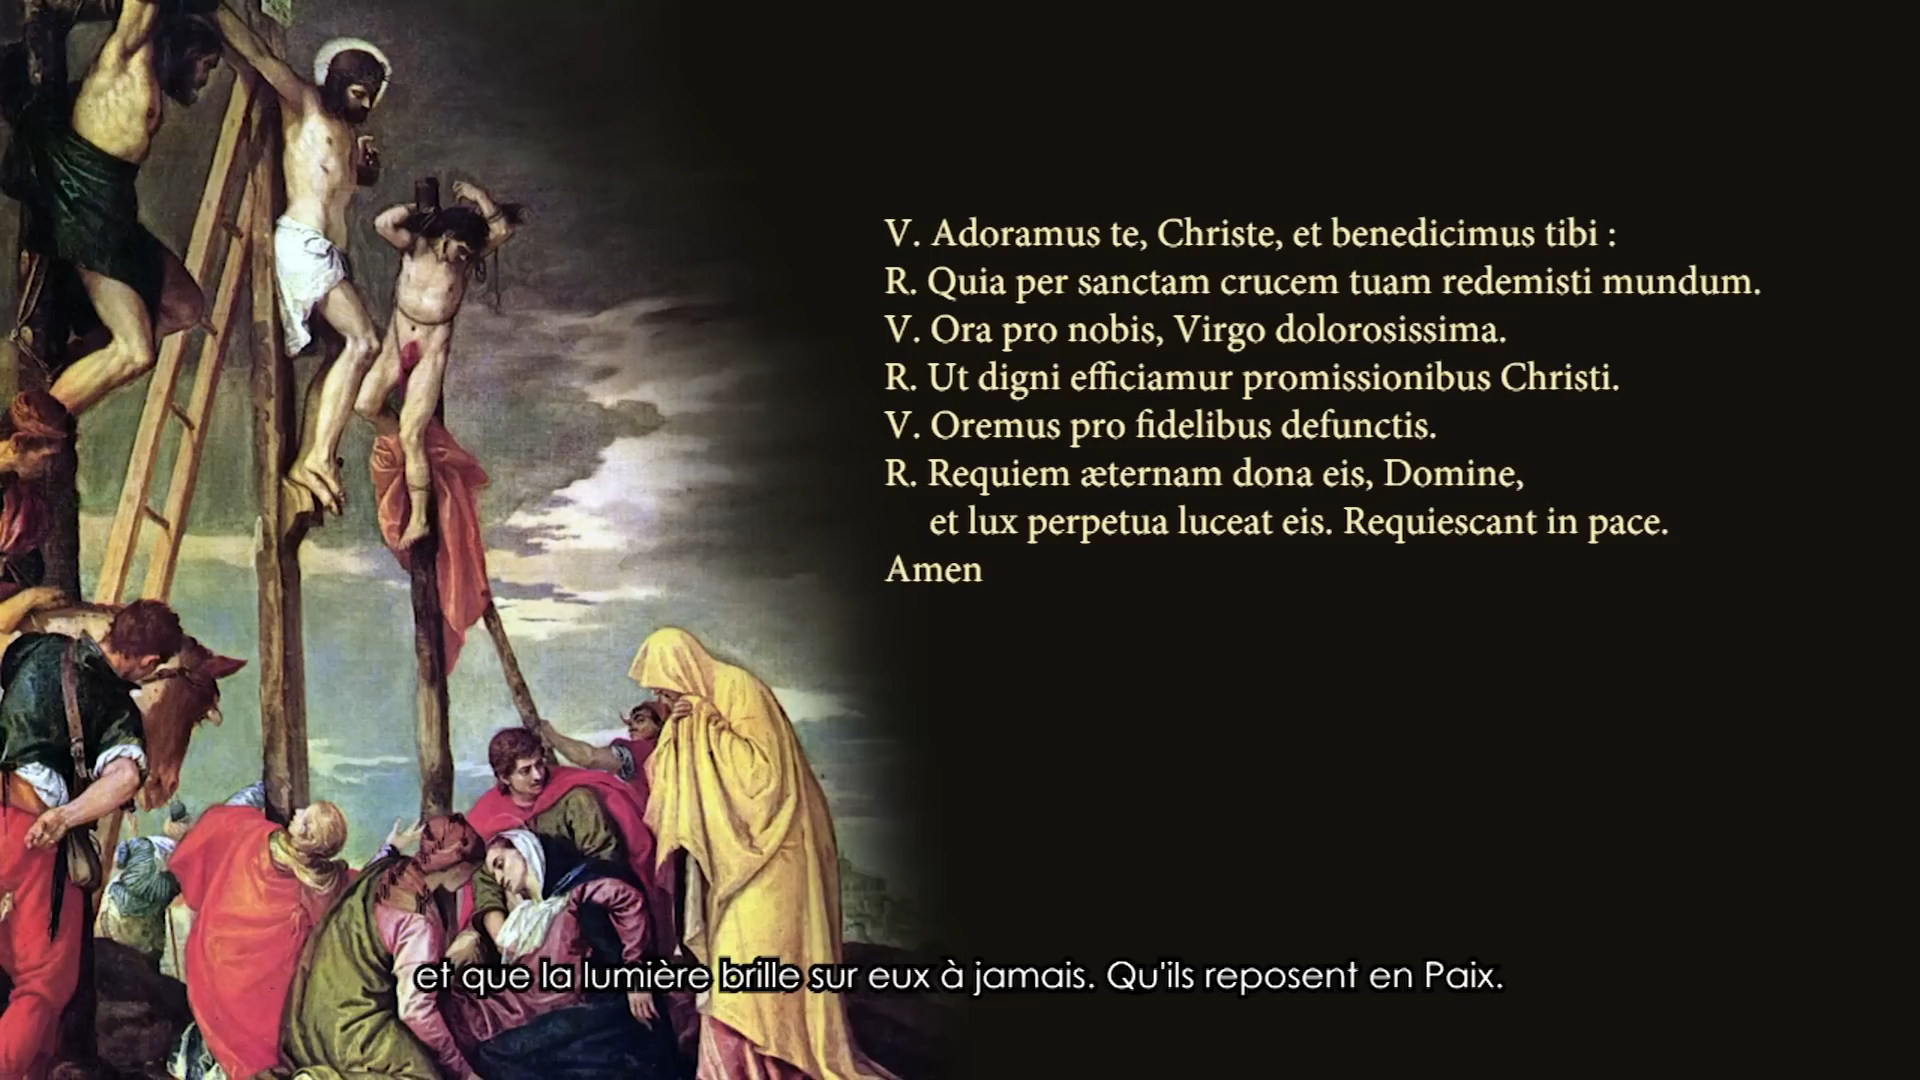 V. Adoramus te, Christe, et benedicimus tibi :
R. Quia per sanctam crucem tuam redemisti mundum.
V. Ora pro nobis, Virgo dolorosissima.
R. Ut digni efficiamur promissionibus Christi.
V. Oremus pro fidelibus defunctis.
R. Requiem æternam dona eis, Domine,
et lux perpetua luceat eis. Requiescant in pace.
Amen
et que la lumière brille sur eux à jamais. Qu'ils reposent en Paix.